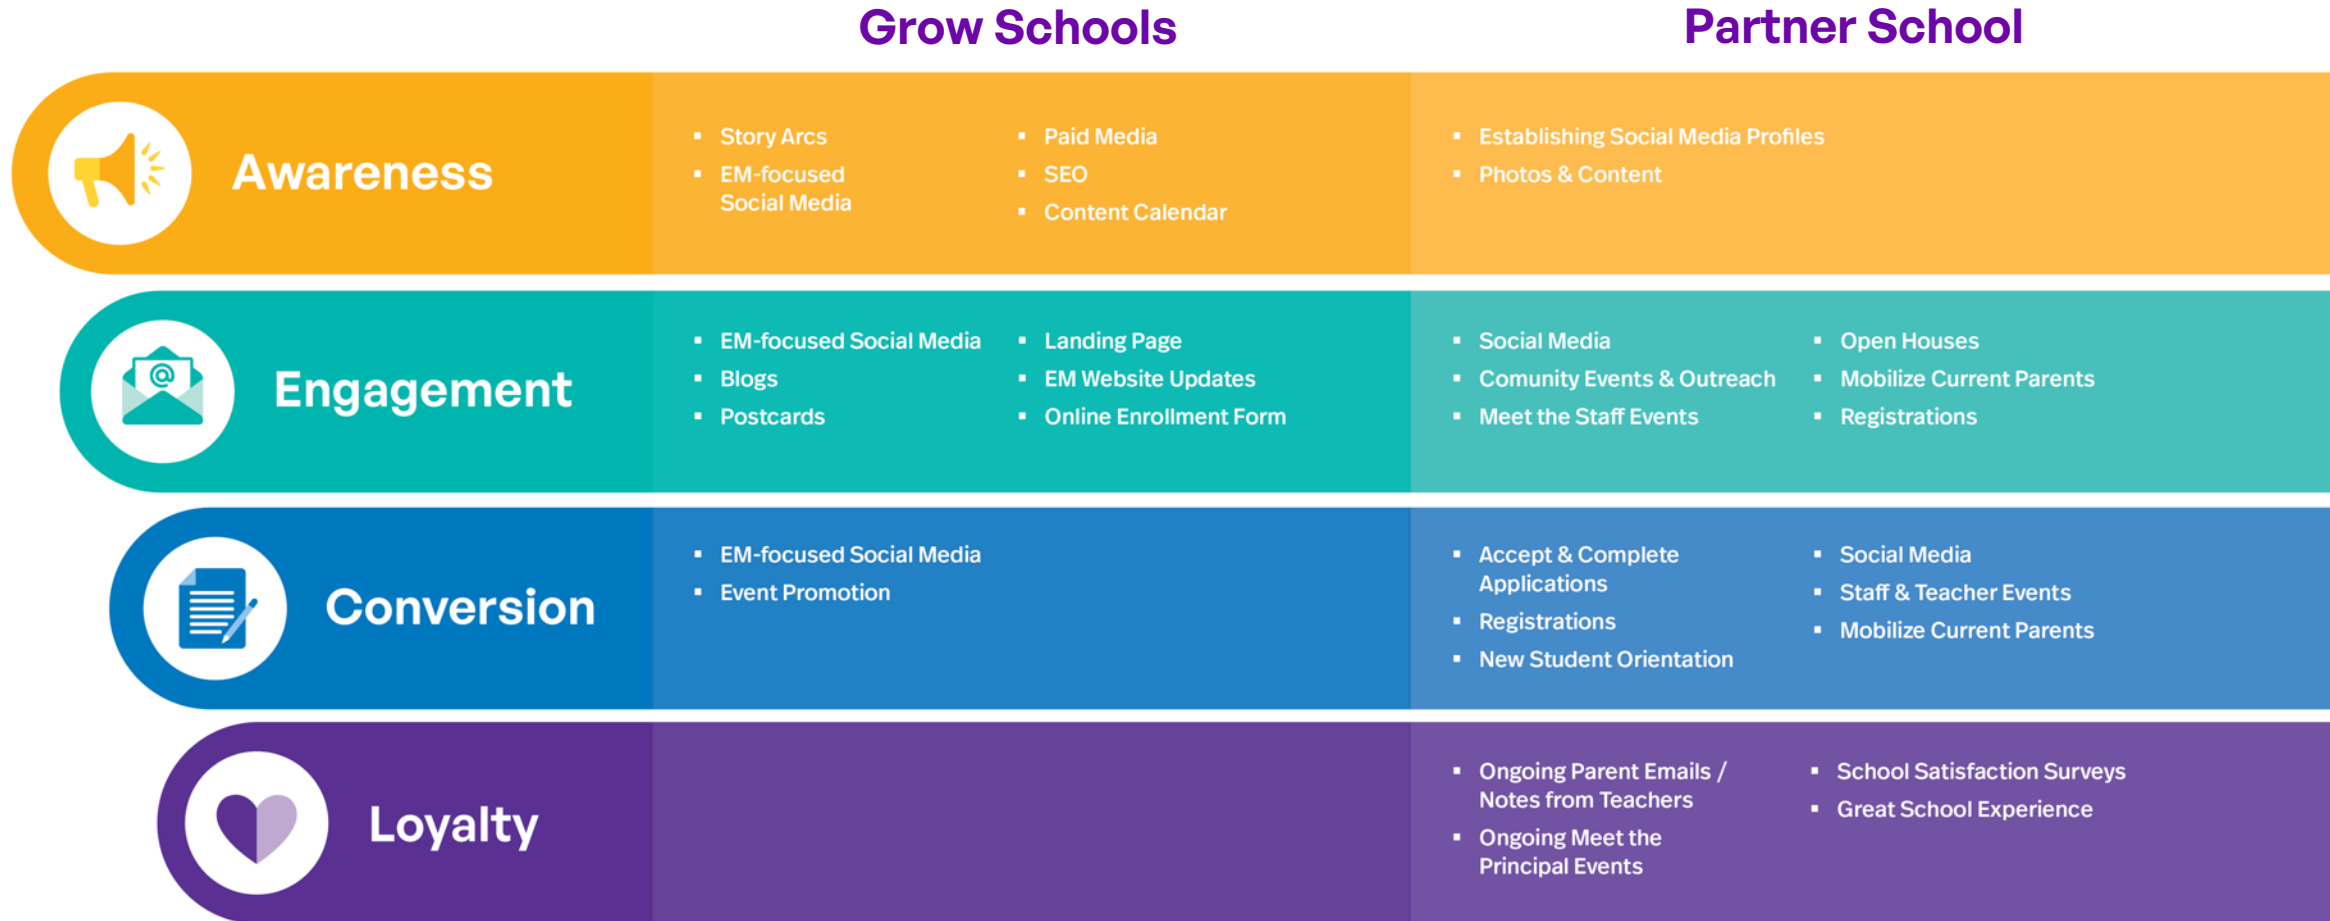 Grow Schools
Partner School
Awareness
▪ Story Arcs
▪ EM-focused
Social Media
▪ Paid Media
▪ SEO
▪ Content Calendar
▪ Establishing Social Media Profiles
▪ Photos & Content
@
Engagement
▪ EM-focused Social Media
▪ Blogs
▪ Postcards
▪ Landing Page
▪ EM Website Updates
▪ Online Enrollment Form
▪ Social Media
▪ Comunity Events & Outreach
▪ Meet the Staff Events
▪ Open Houses
▪ Mobilize Current Parents
▪ Registrations
Conversion
▪ EM-focused Social Media
▪ Event Promotion
▪ Accept & Complete
Applications
▪ Registrations
▪ New Student Orientation
▪ Social Media
▪ Staff & Teacher Events
▪ Mobilize Current Parents
Loyalty
▪ Ongoing Parent Emails /
Notes from Teachers
▪ Ongoing Meet the
Principal Events
▪ School Satisfaction Surveys
▪ Great School Experience